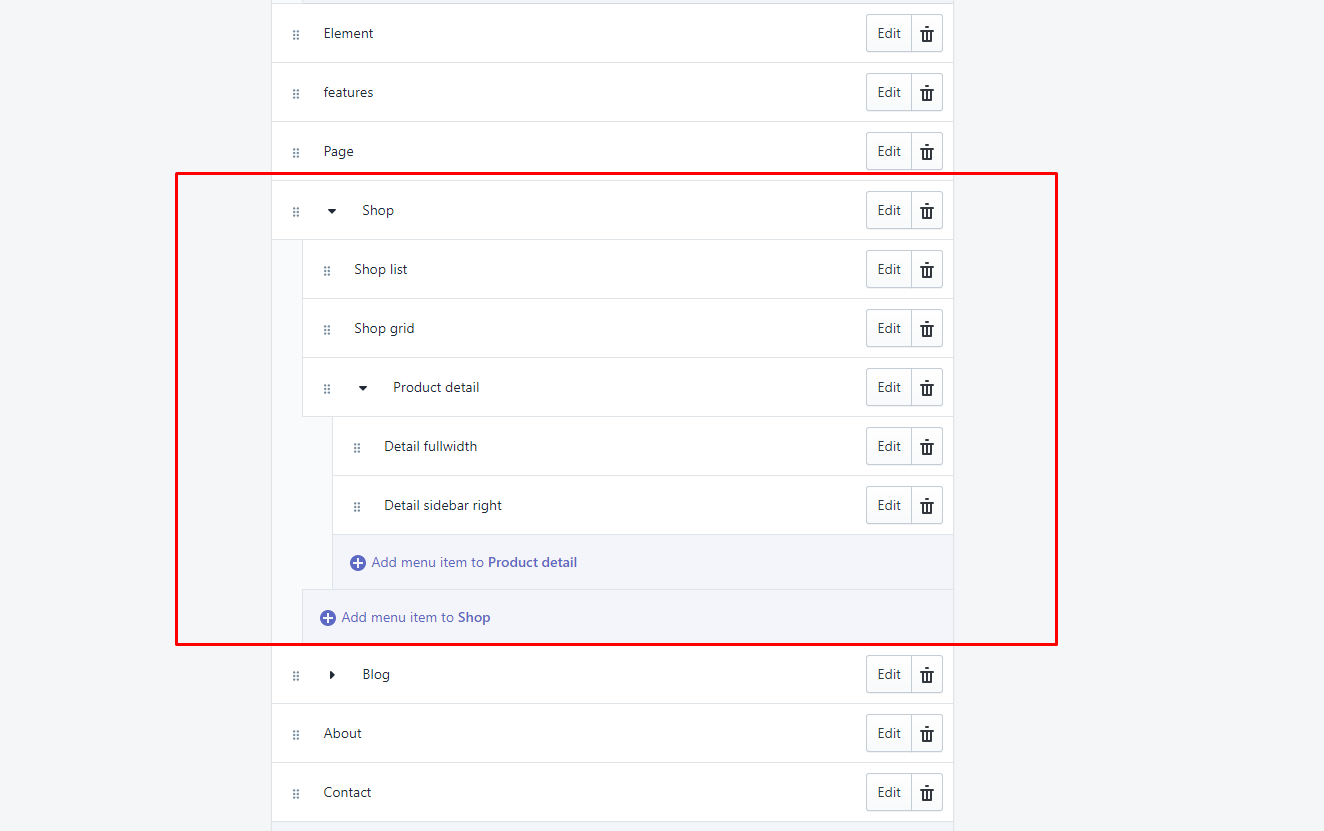 Element Edit
features Edit
Page Edit
Shop Edit
Shop list Edit
Shop grid Edit
Product detail Edit
Detail fullwidth Edit
Detail sidebar right Edit
Add menu item to Product detail
Add menu item to Shop
Blog Edit
About Edit
Contact Edit